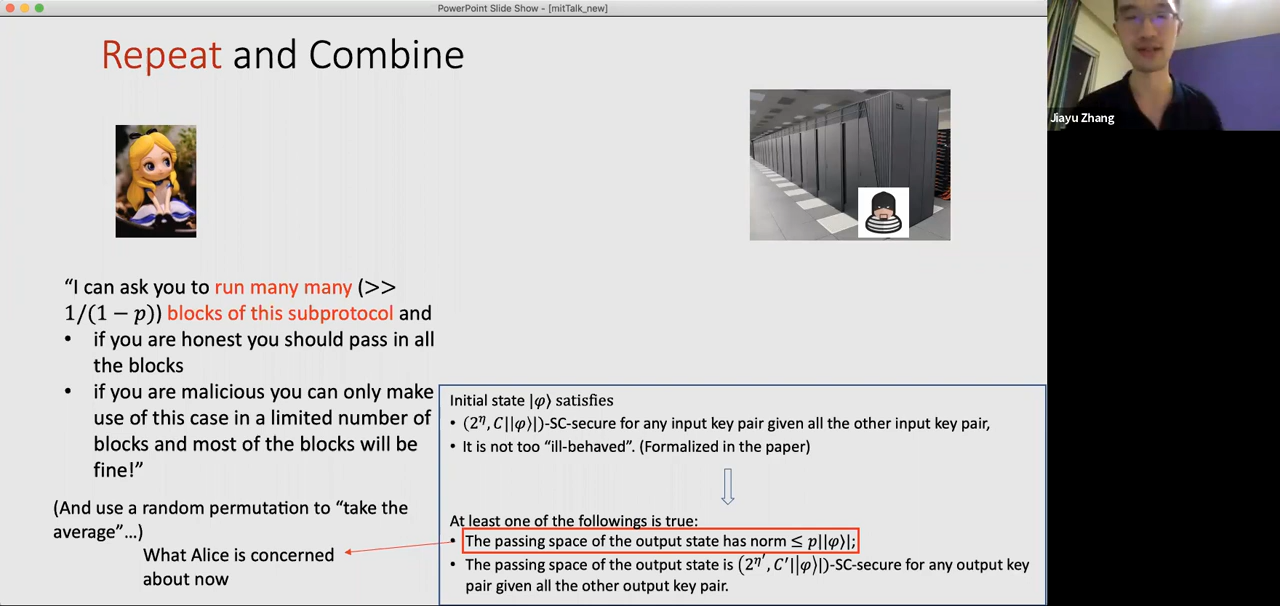 PowerPoint Slide Show - [mitTalk_new]
Repeat and Combine
Jiayu Zhang
“I can ask you to run many many (>>
1/(1 − p)) blocks of this subprotocol and
• if you are honest you should pass in all
the blocks
• if you are malicious you can only make
use of this case in a limited number of
blocks and most of the blocks will be
fine!”
(And use a random permutation to “take the
average”...)
What Alice is concerned
about now
Initial state |φ⟩ satisfies
• (2^η, C||φ⟩|)-SC-secure for any input key pair given all the other input key pair,
• It is not too “ill-behaved”. (Formalized in the paper)
At least one of the followings is true:
• The passing space of the output state has norm ≤ p||φ⟩|;
• The passing space of the output state is (2^η′, C′||φ⟩|)-SC-secure for any output key
pair given all the other output key pair.